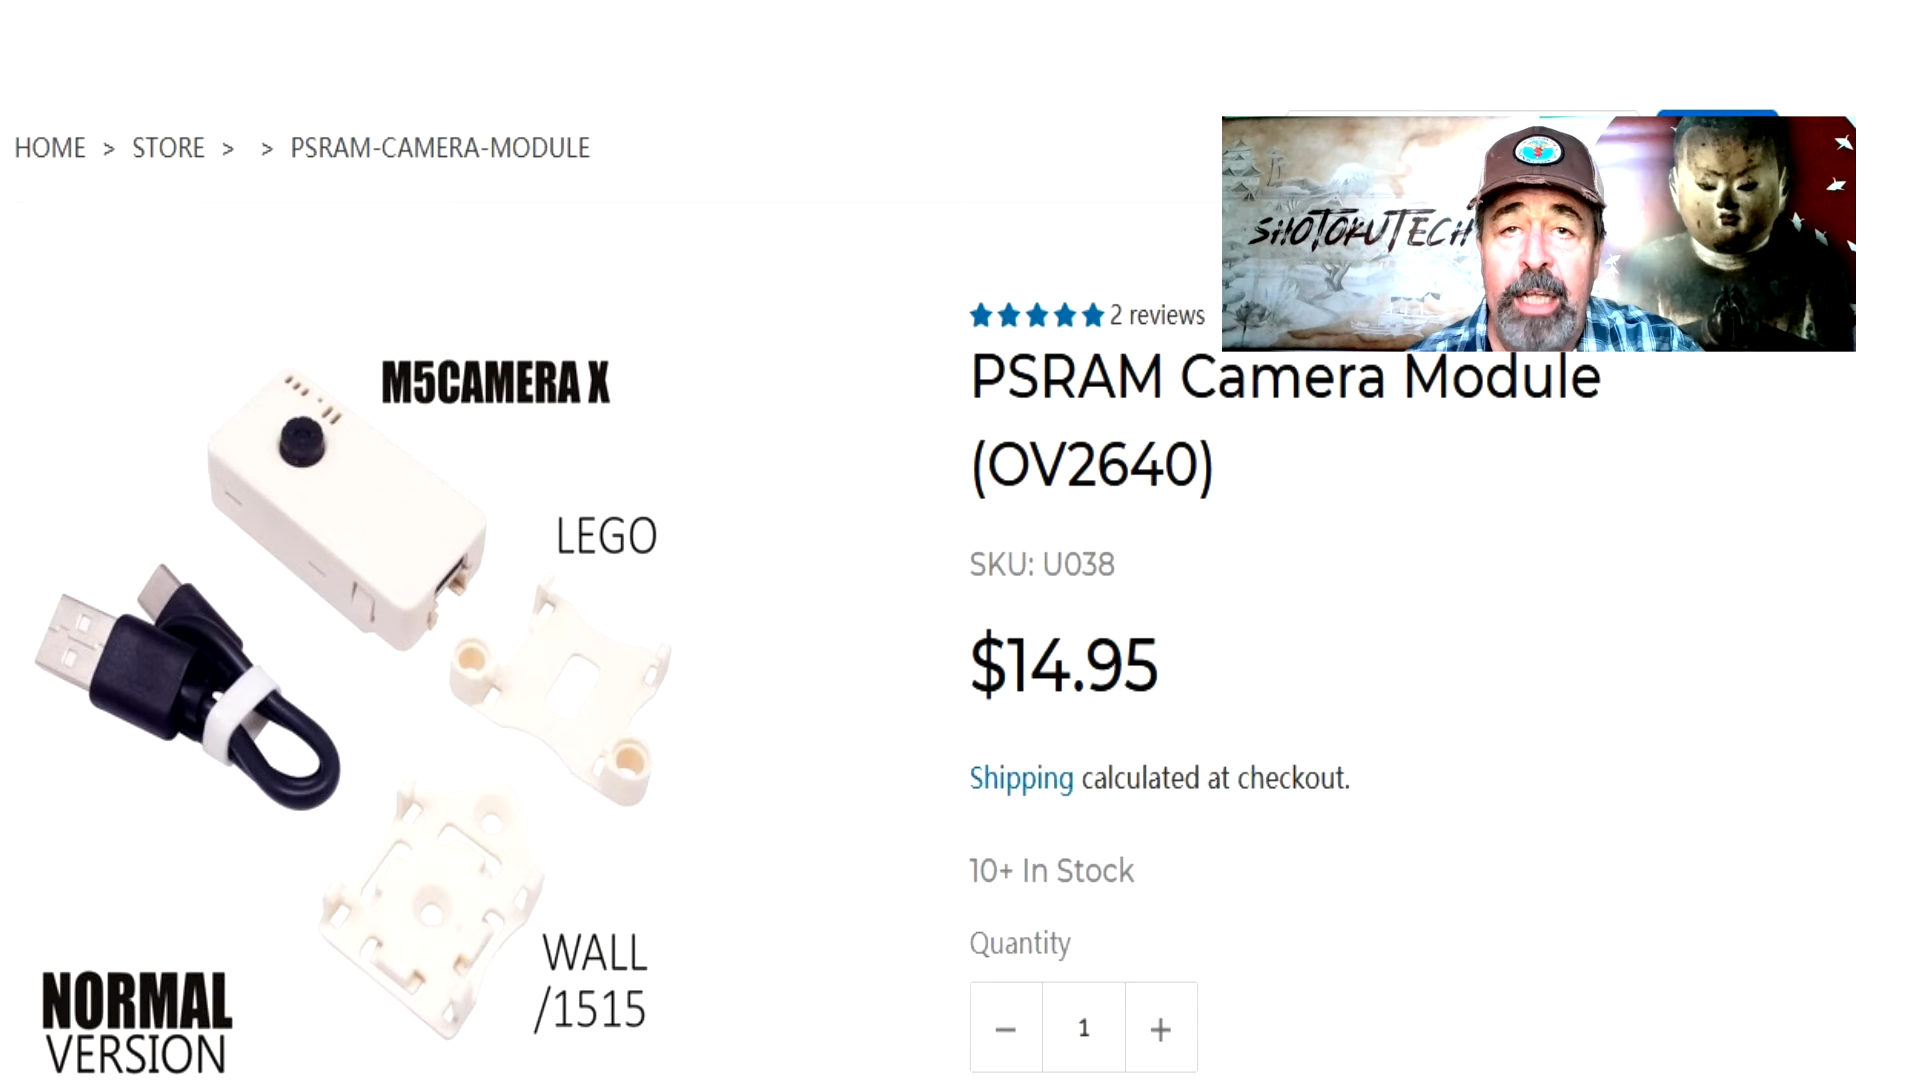 HOME > STORE > > PSRAM-CAMERA-MODULE
SHOTOKUTECH
2 reviews
PSRAM Camera Module
(OV2640)
SKU: U038
$14.95
Shipping calculated at checkout.
10+ In Stock
Quantity
− 1 +
M5CAMERA X
LEGO
WALL
/1515
NORMAL
VERSION